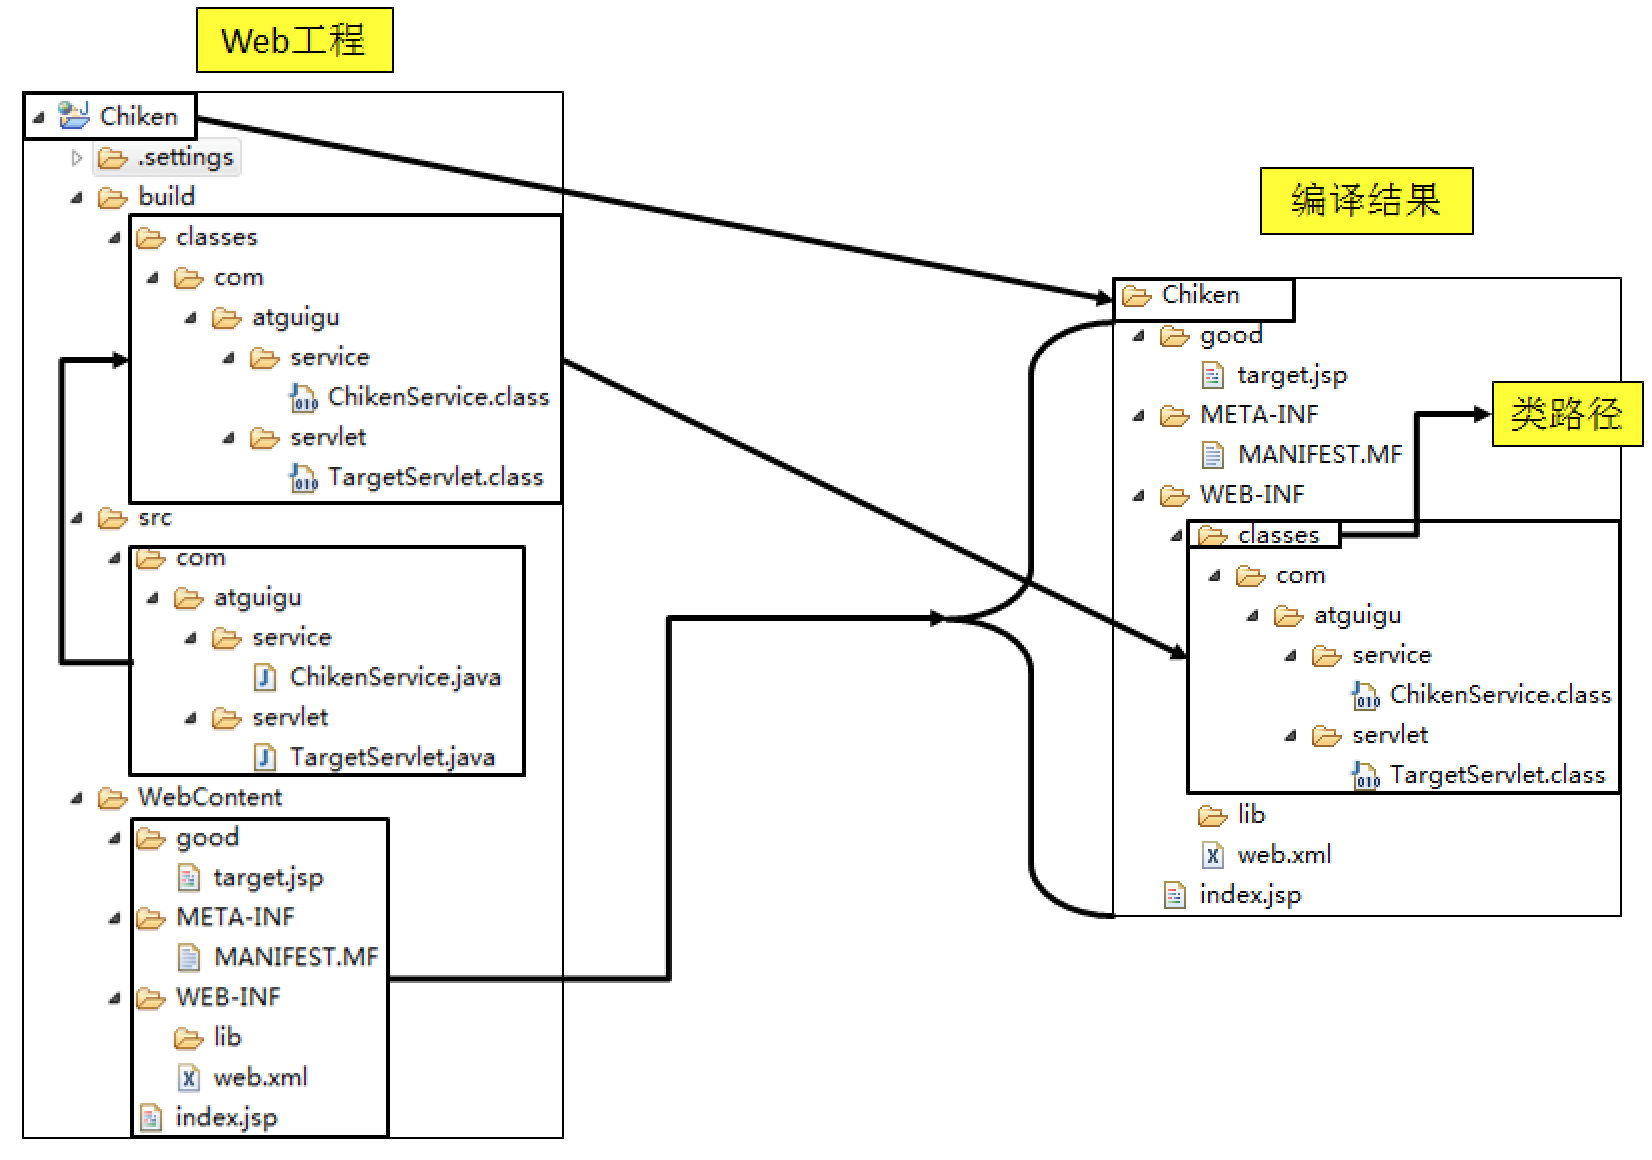 Web工程
Chiken
.settings
build
classes
com
atguigu
service
ChikenService.class
servlet
TargetServlet.class
src
com
atguigu
service
ChikenService.java
servlet
TargetServlet.java
WebContent
good
target.jsp
META-INF
MANIFEST.MF
WEB-INF
lib
web.xml
index.jsp
编译结果
Chiken
good
target.jsp
META-INF
MANIFEST.MF
WEB-INF
classes
com
atguigu
service
ChikenService.class
servlet
TargetServlet.class
lib
web.xml
index.jsp
类路径